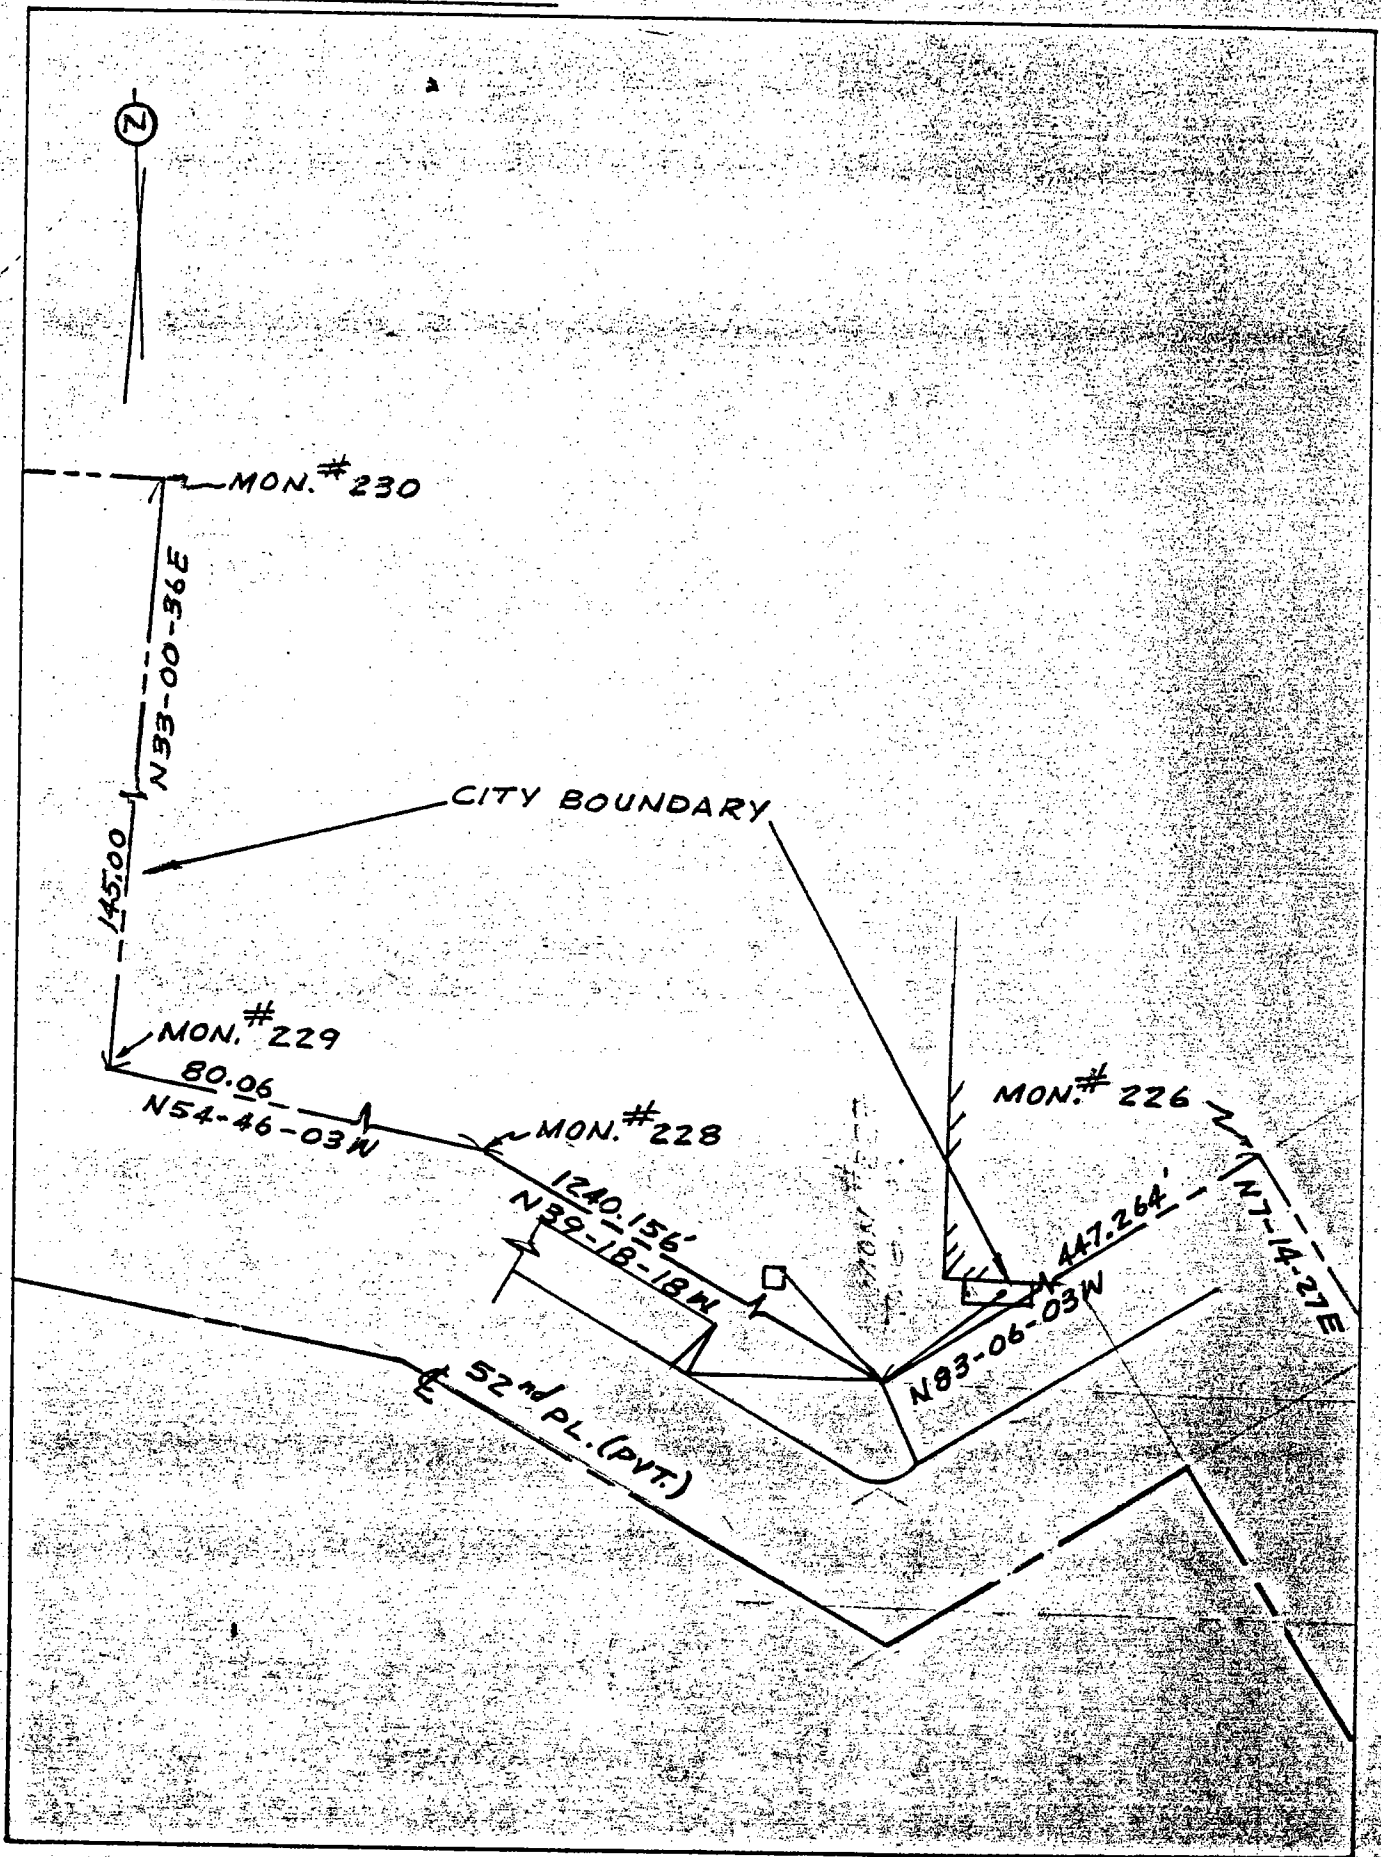 N
MON. #230
N33-00-36E
CITY BOUNDARY
145.00
MON. #229
80.06
N54-46-03W
MON. #228
MON. #226
1240.156'
N39-18-18W
447.264'
N83-06-03W
N7-14-27E
℄ 52nd PL. (PVT.)